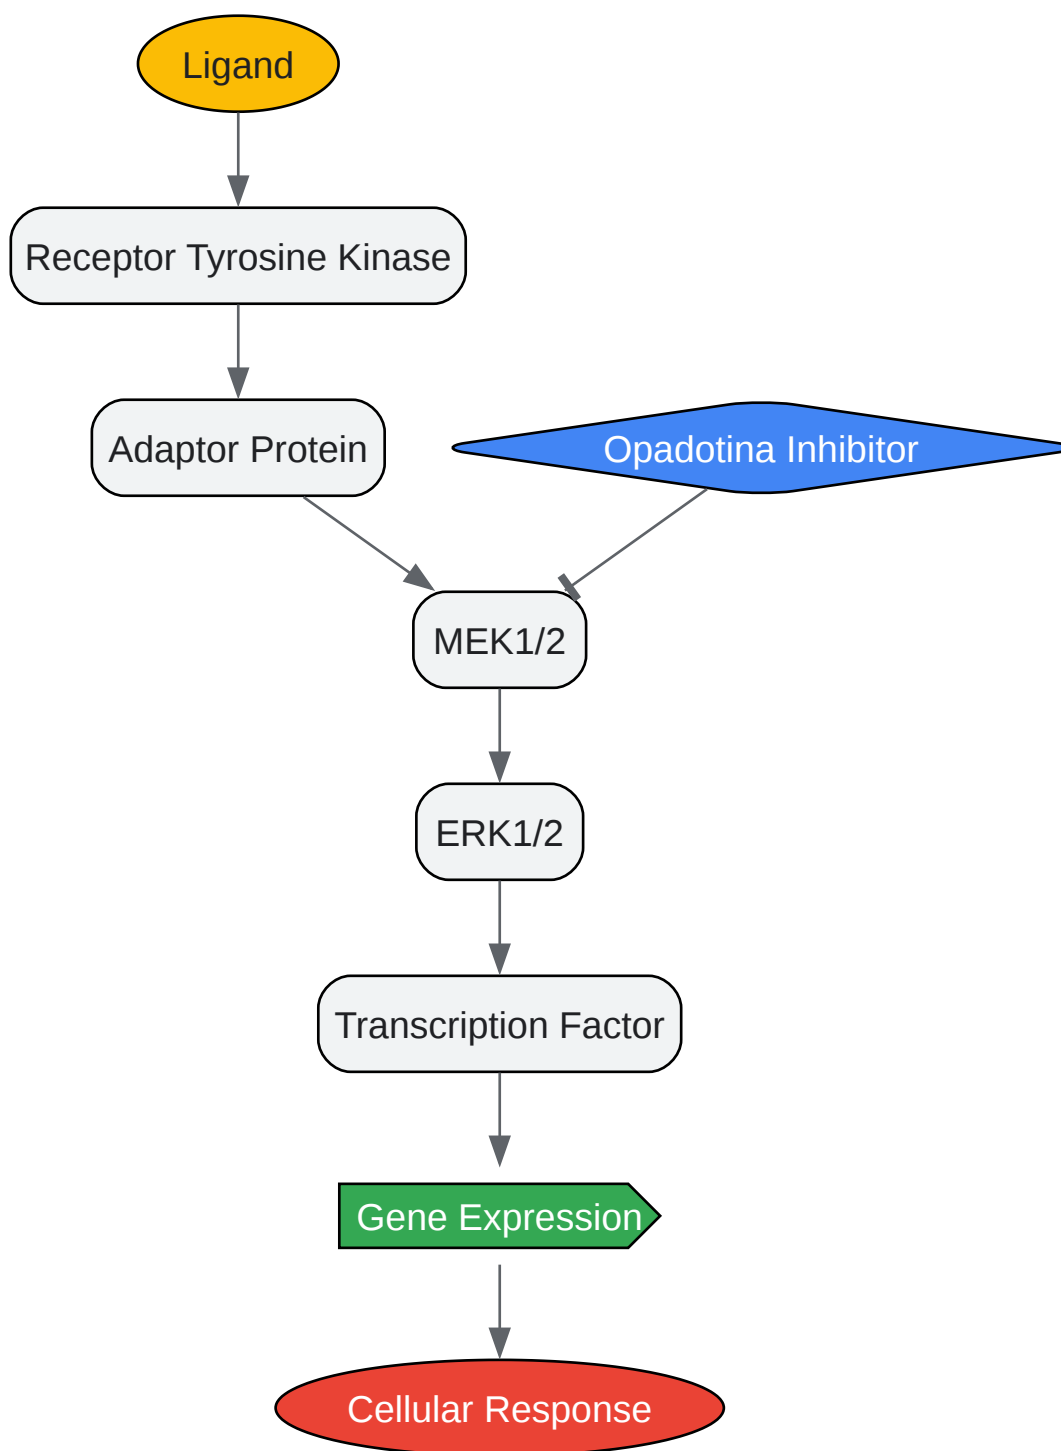 Ligand
Receptor Tyrosine Kinase
Adaptor Protein
Opadotina Inhibitor
MEK1/2
ERK1/2
Transcription Factor
Gene Expression
Cellular Response